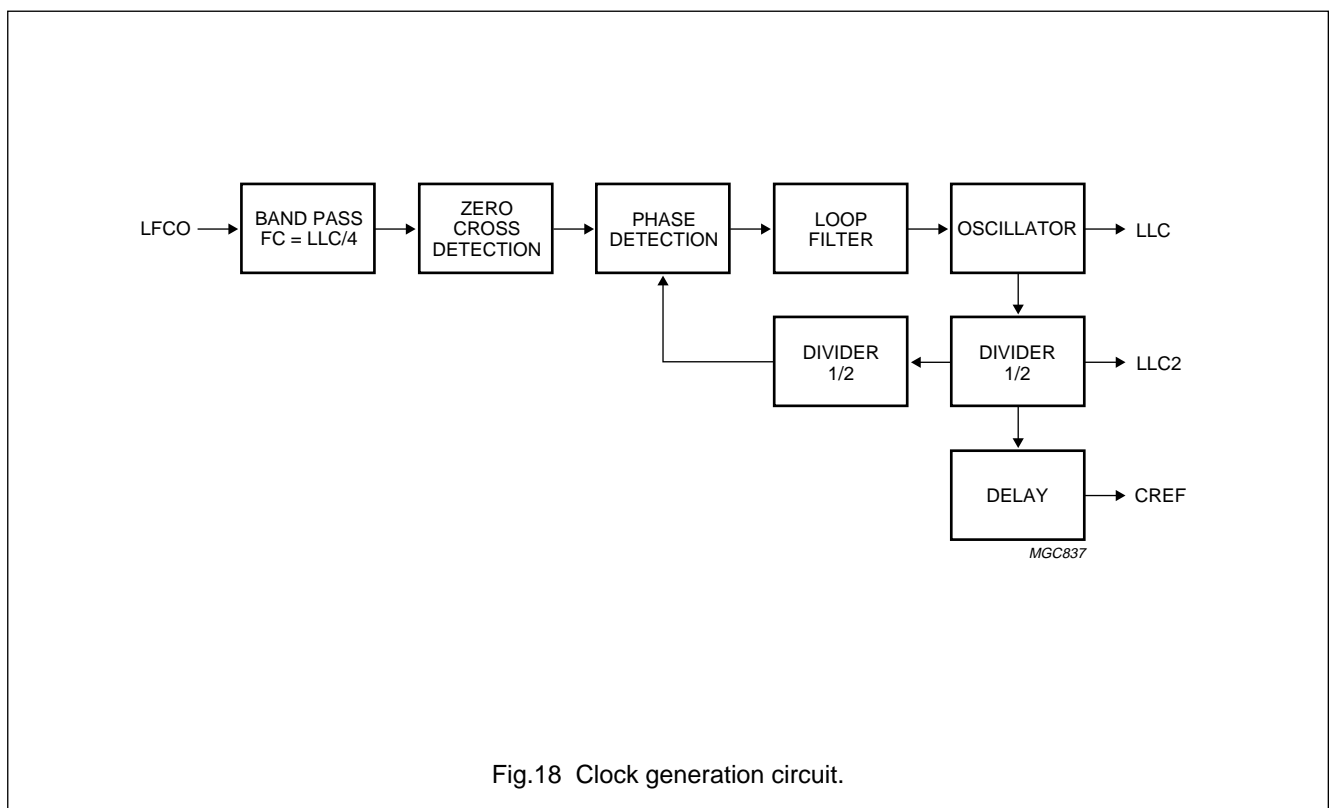 LFCO
BAND PASS
FC = LLC/4
ZERO
CROSS
DETECTION
PHASE
DETECTION
LOOP
FILTER
OSCILLATOR
LLC
DIVIDER
1/2
DIVIDER
1/2
LLC2
DELAY
CREF
MGC837
Fig.18 Clock generation circuit.